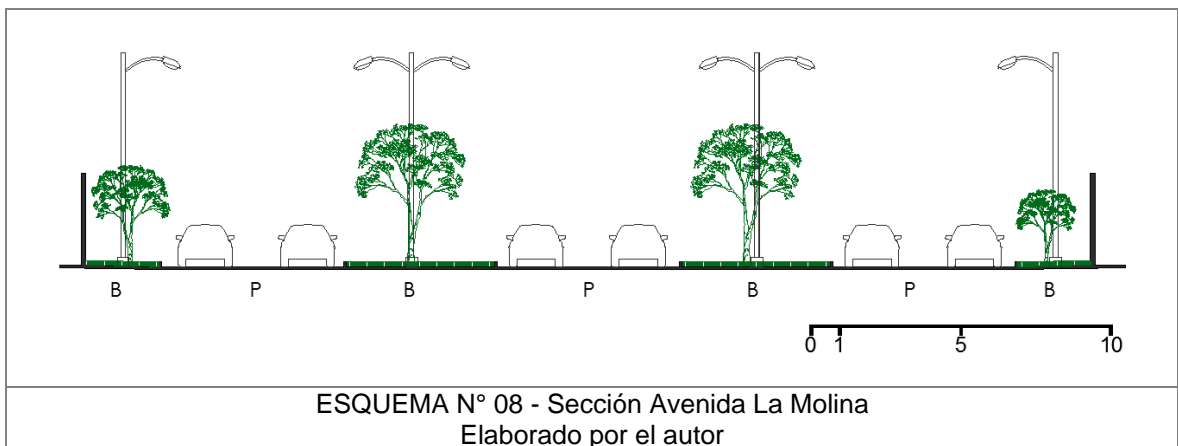 B P B P B P B
0 1 5 10
ESQUEMA N° 08 - Sección Avenida La Molina
Elaborado por el autor